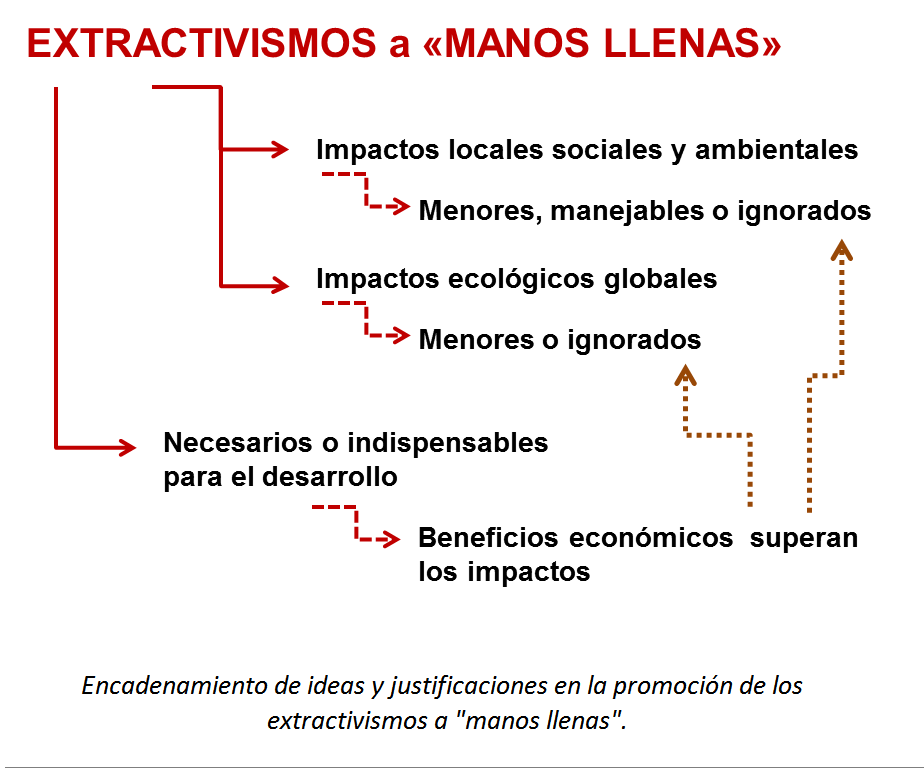 EXTRACTIVISMOS a «MANOS LLENAS»
Impactos locales sociales y ambientales
Menores, manejables o ignorados
Impactos ecológicos globales
Menores o ignorados
Necesarios o indispensables
para el desarrollo
Beneficios económicos superan
los impactos
Encadenamiento de ideas y justificaciones en la promoción de los
extractivismos a "manos llenas".